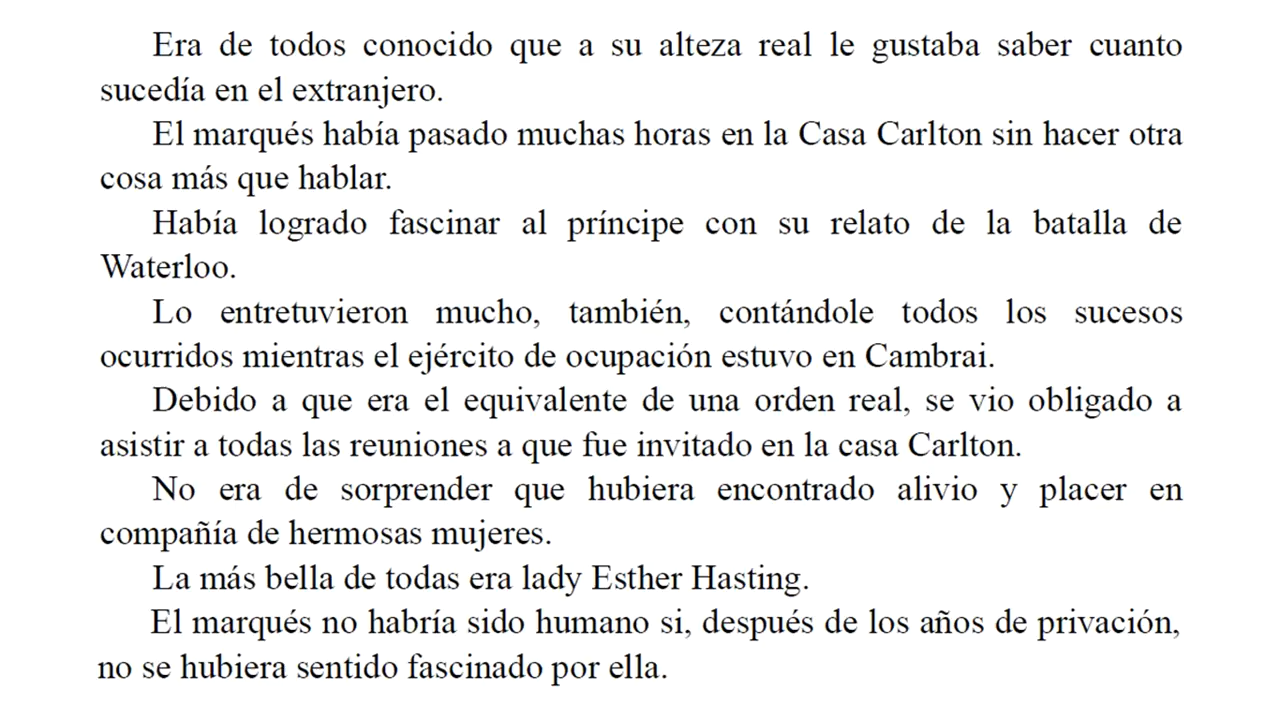 Era de todos conocido que a su alteza real le gustaba saber cuanto
sucedía en el extranjero.
El marqués había pasado muchas horas en la Casa Carlton sin hacer otra
cosa más que hablar.
Había logrado fascinar al príncipe con su relato de la batalla de
Waterloo.
Lo entretuvieron mucho, también, contándole todos los sucesos
ocurridos mientras el ejército de ocupación estuvo en Cambrai.
Debido a que era el equivalente de una orden real, se vio obligado a
asistir a todas las reuniones a que fue invitado en la casa Carlton.
No era de sorprender que hubiera encontrado alivio y placer en
compañía de hermosas mujeres.
La más bella de todas era lady Esther Hasting.
El marqués no habría sido humano si, después de los años de privación,
no se hubiera sentido fascinado por ella.